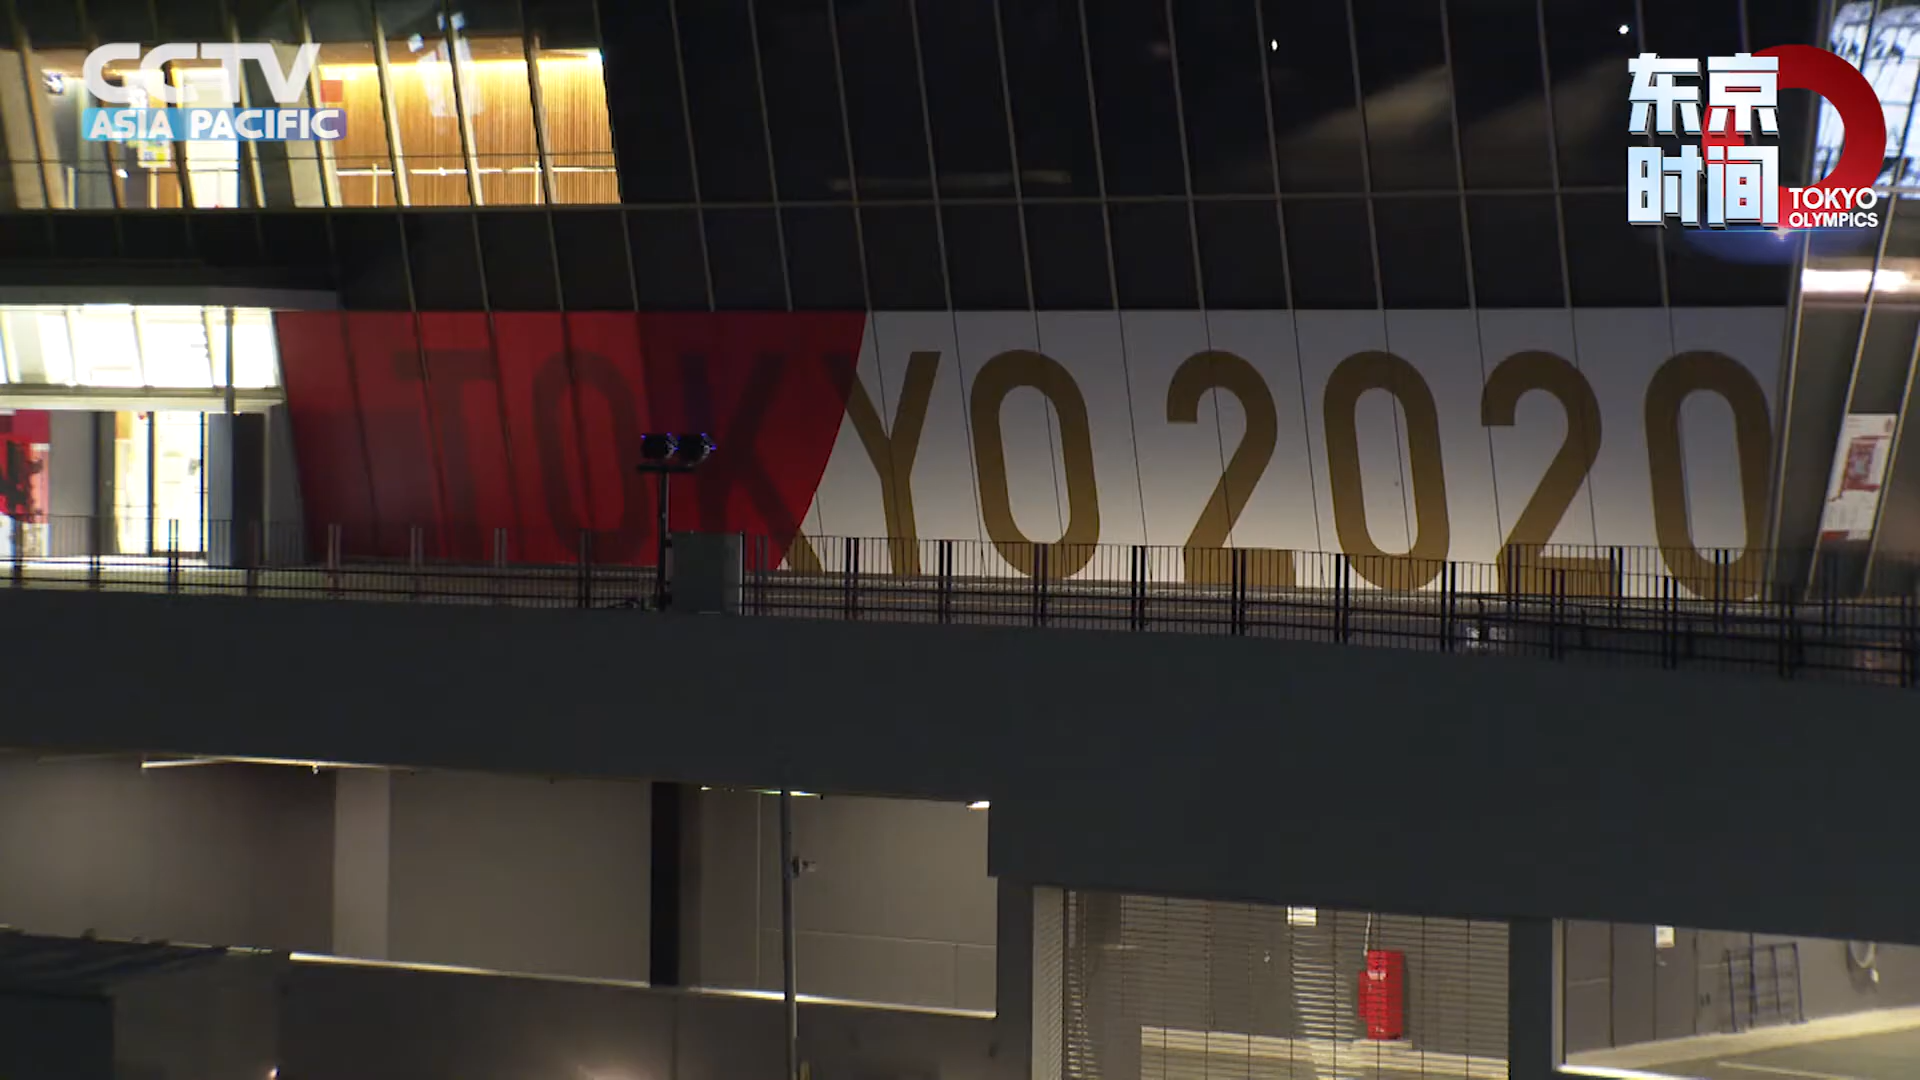 CCTV
ASIA PACIFIC
东京
时间
TOKYO
OLYMPICS
TOKYO 2020